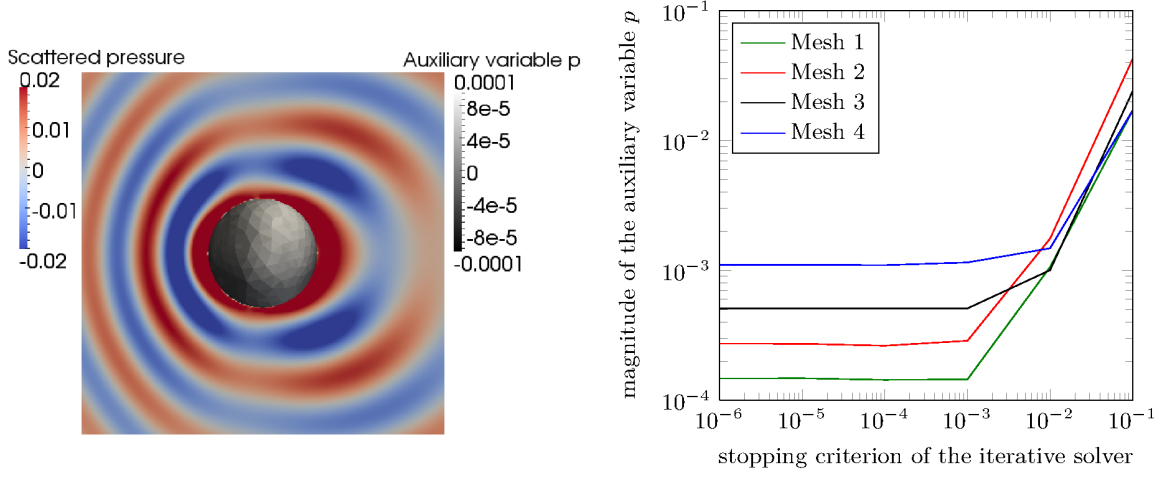 Scattered pressure
0.02
0.01
0
-0.01
-0.02
Auxiliary variable p
0.0001
8e-5
4e-5
0
-4e-5
-8e-5
-0.0001
magnitude of the auxiliary variable p
10⁻¹
10⁻²
10⁻³
10⁻⁴
Mesh 1
Mesh 2
Mesh 3
Mesh 4
10⁻⁶ 10⁻⁵ 10⁻⁴ 10⁻³ 10⁻² 10⁻¹
stopping criterion of the iterative solver